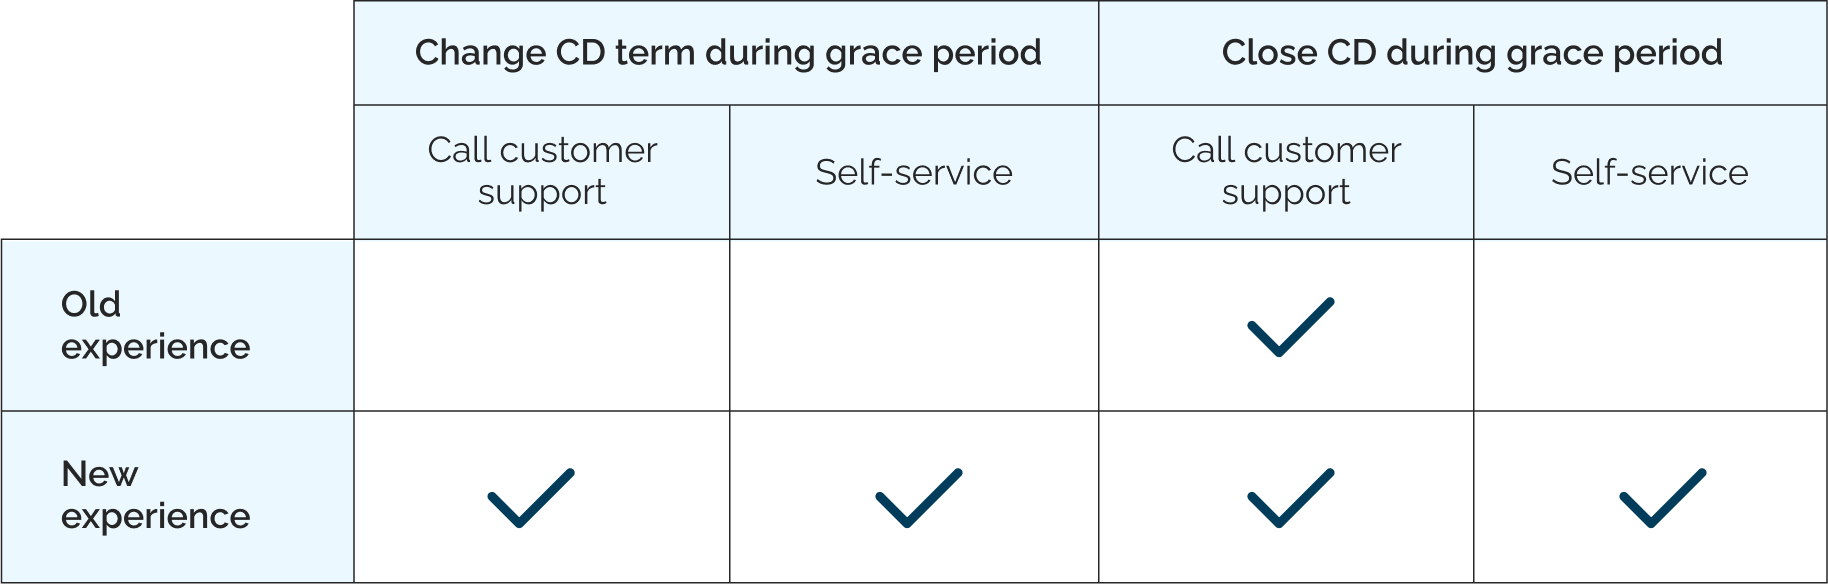 Change CD term during grace period
Close CD during grace period
Call customer
support
Self-service
Call customer
support
Self-service
Old
experience
New
experience